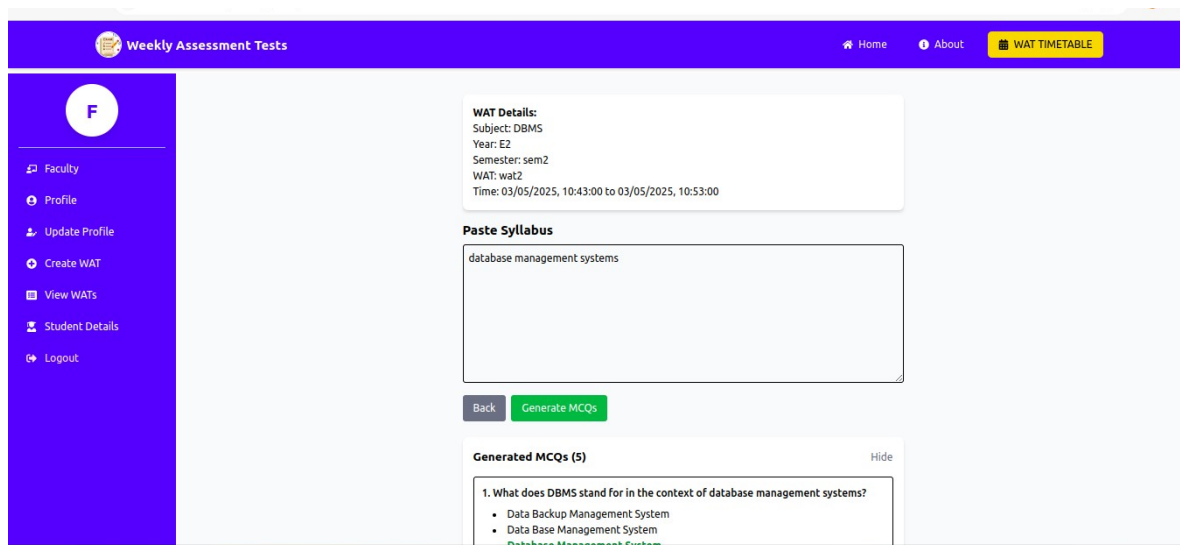 Weekly Assessment Tests
Home
About
WAT TIMETABLE
F
Faculty
Profile
Update Profile
Create WAT
View WATs
Student Details
Logout
WAT Details:
Subject: DBMS
Year: E2
Semester: sem2
WAT: wat2
Time: 03/05/2025, 10:43:00 to 03/05/2025, 10:53:00
Paste Syllabus
database management systems
Back
Generate MCQs
Generated MCQs (5)
Hide
1. What does DBMS stand for in the context of database management systems?
• Data Backup Management System
• Data Base Management System
Database Management System